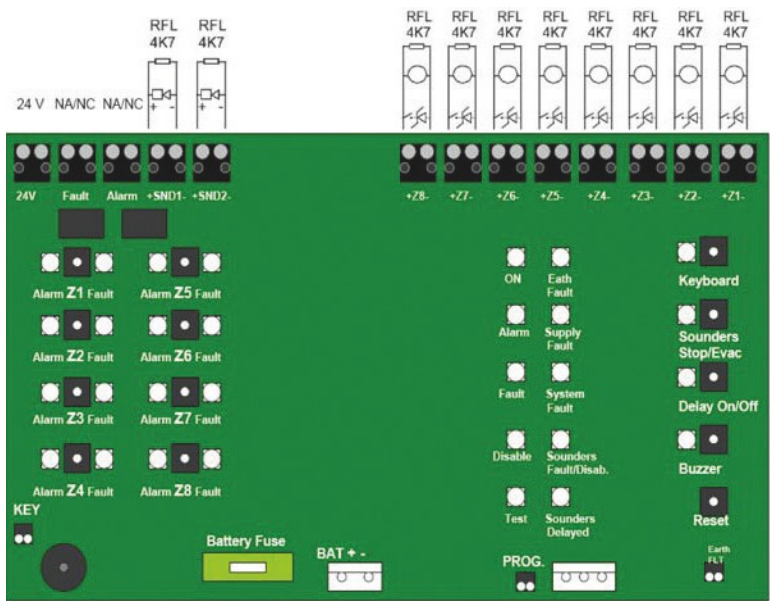 RFL RFL RFL RFL RFL RFL RFL RFL RFL RFL
4K7 4K7 4K7 4K7 4K7 4K7 4K7 4K7 4K7 4K7
+ - + -
24 V NA/NC NA/NC
24V Fault Alarm +SND1- +SND2- +Z8- +Z7- +Z6- +Z5- +Z4- +Z3- +Z2- +Z1-
Alarm Z1 Fault Alarm Z5 Fault
Alarm Z2 Fault Alarm Z6 Fault
Alarm Z3 Fault Alarm Z7 Fault
Alarm Z4 Fault Alarm Z8 Fault
ON Eath
Fault
Alarm Supply
Fault
Fault System
Fault
Disable Sounders
Fault/Disab.
Test Sounders
Delayed
Keyboard
Sounders
Stop/Evac
Delay On/Off
Buzzer
Reset
KEY
Battery Fuse
BAT + -
PROG.
Earth
FLT